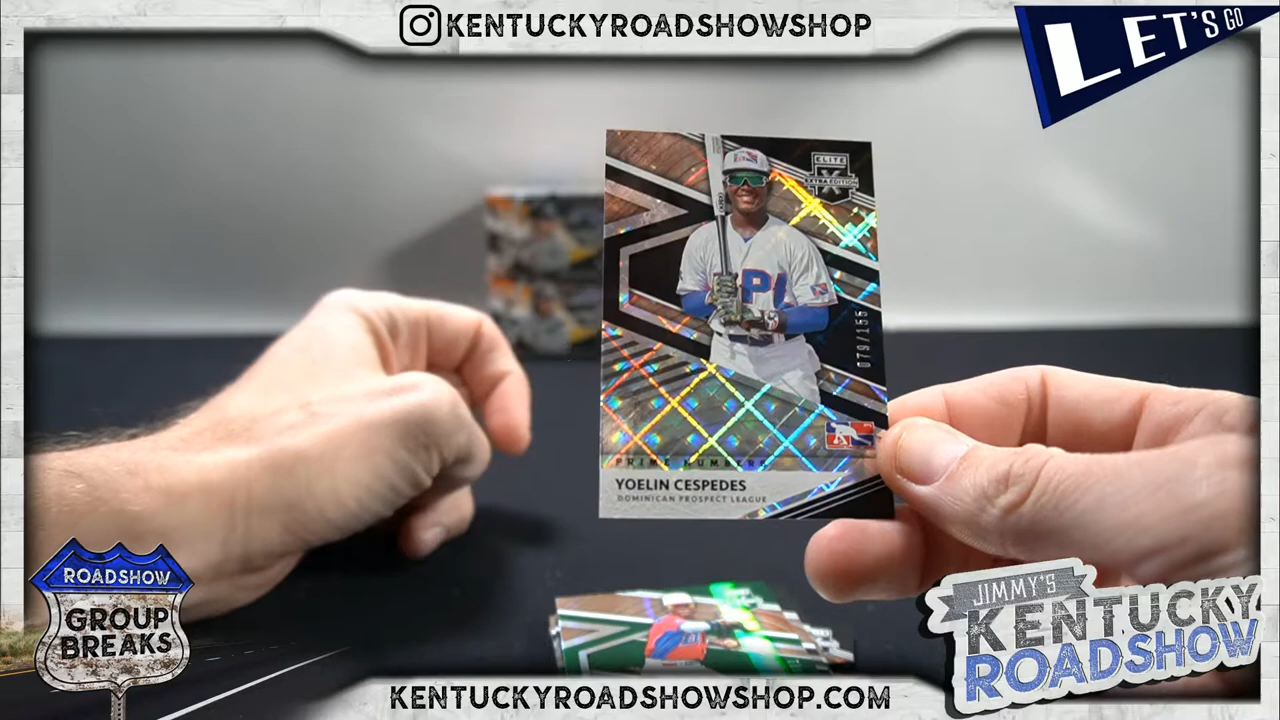 KENTUCKYROADSHOWSHOP
LET'S GO
ELITE
EXTRA EDITION
079/155
PRIME NUMBERS
YOELIN CESPEDES
DOMINICAN PROSPECT LEAGUE
ROADSHOW
GROUP
BREAKS
JIMMY'S
KENTUCKY
ROADSHOW
KENTUCKYROADSHOWSHOP.COM